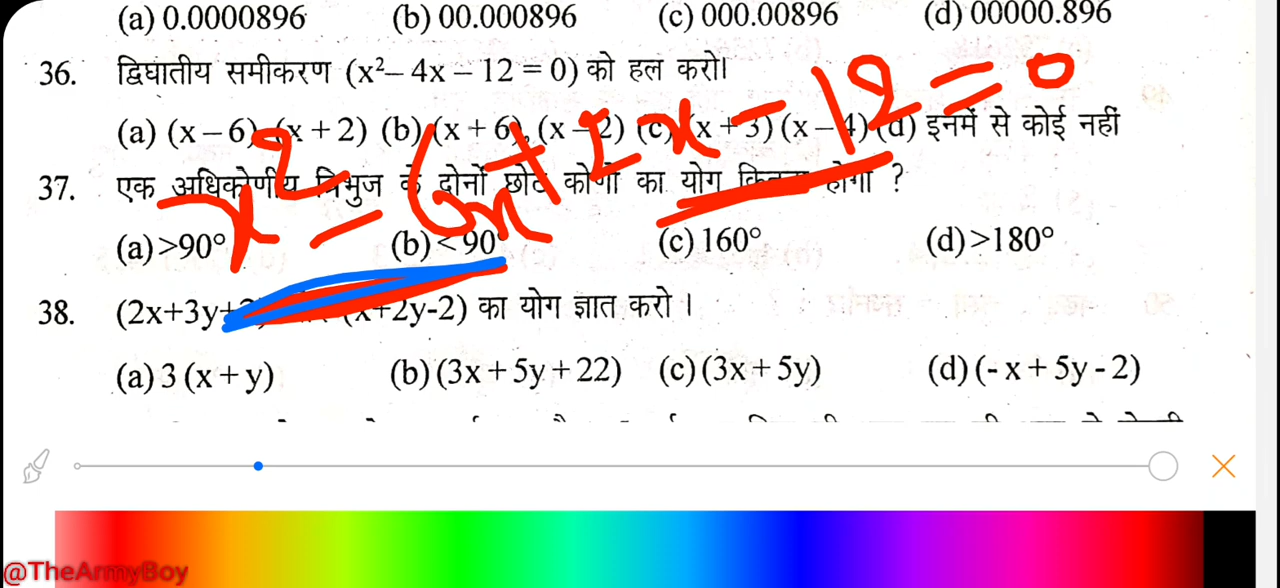 (a) 0.0000896 (b) 00.000896 (c) 000.00896 (d) 00000.896
36. द्विघातीय समीकरण (x²– 4x – 12 = 0) को हल करो।
(a) (x – 6), (x + 2) (b) (x + 6), (x – 2) (c) (x + 3) (x – 4) (d) इनमें से कोई नहीं
x² – 6x + 2x – 12 = 0
37. एक अधिकोणीय त्रिभुज के दोनों छोटे कोणों का योग कितना होगा ?
(a) >90° (b) < 90° (c) 160° (d) >180°
38. (2x+3y+ (x+2y-2) का योग ज्ञात करो ।
(a) 3 (x + y) (b) (3x + 5y + 22) (c) (3x + 5y) (d) (- x + 5y - 2)
@TheArmyBoy